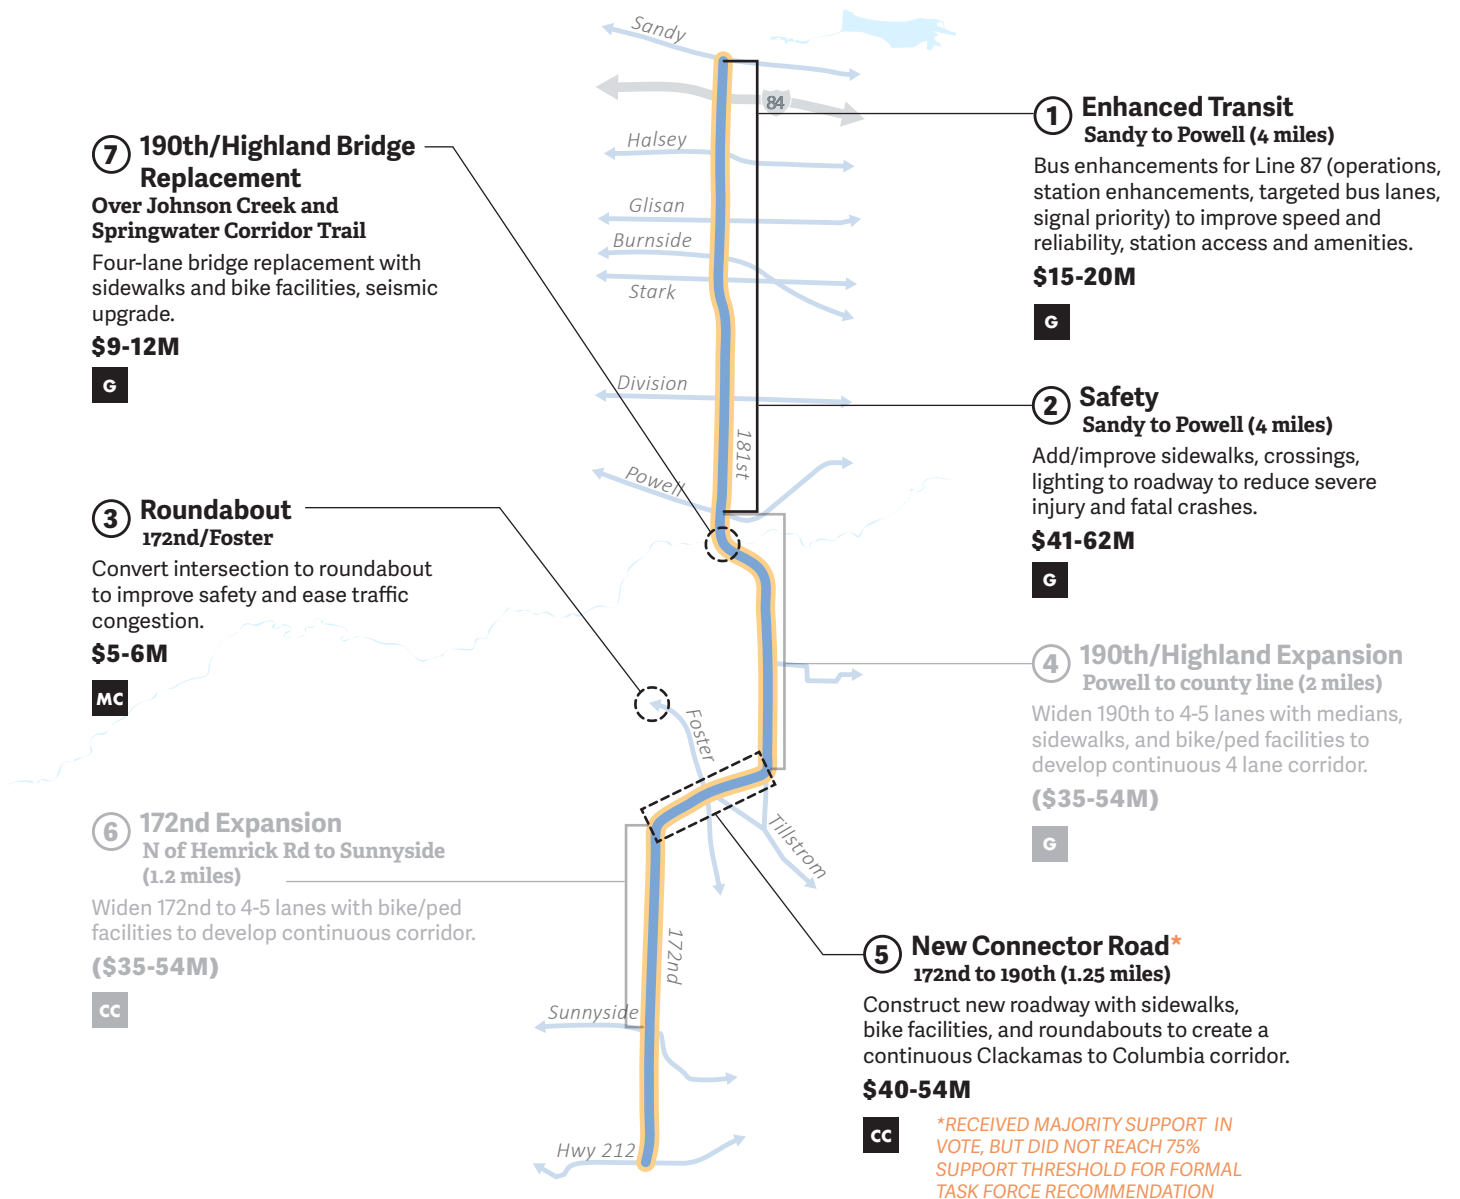 Sandy
84
Halsey
Glisan
Burnside
Stark
Division
181st
Powell
Foster
Tillstrom
172nd
Sunnyside
Hwy 212
7 190th/Highland Bridge
Replacement
Over Johnson Creek and
Springwater Corridor Trail
Four-lane bridge replacement with
sidewalks and bike facilities, seismic
upgrade.
$9-12M
G
3 Roundabout
172nd/Foster
Convert intersection to roundabout
to improve safety and ease traffic
congestion.
$5-6M
MC
6 172nd Expansion
N of Hemrick Rd to Sunnyside
(1.2 miles)
Widen 172nd to 4-5 lanes with bike/ped
facilities to develop continuous corridor.
($35-54M)
CC
1 Enhanced Transit
Sandy to Powell (4 miles)
Bus enhancements for Line 87 (operations,
station enhancements, targeted bus lanes,
signal priority) to improve speed and
reliability, station access and amenities.
$15-20M
G
2 Safety
Sandy to Powell (4 miles)
Add/improve sidewalks, crossings,
lighting to roadway to reduce severe
injury and fatal crashes.
$41-62M
G
4 190th/Highland Expansion
Powell to county line (2 miles)
Widen 190th to 4-5 lanes with medians,
sidewalks, and bike/ped facilities to
develop continuous 4 lane corridor.
($35-54M)
G
5 New Connector Road*
172nd to 190th (1.25 miles)
Construct new roadway with sidewalks,
bike facilities, and roundabouts to create a
continuous Clackamas to Columbia corridor.
$40-54M
CC
*RECEIVED MAJORITY SUPPORT IN
VOTE, BUT DID NOT REACH 75%
SUPPORT THRESHOLD FOR FORMAL
TASK FORCE RECOMMENDATION